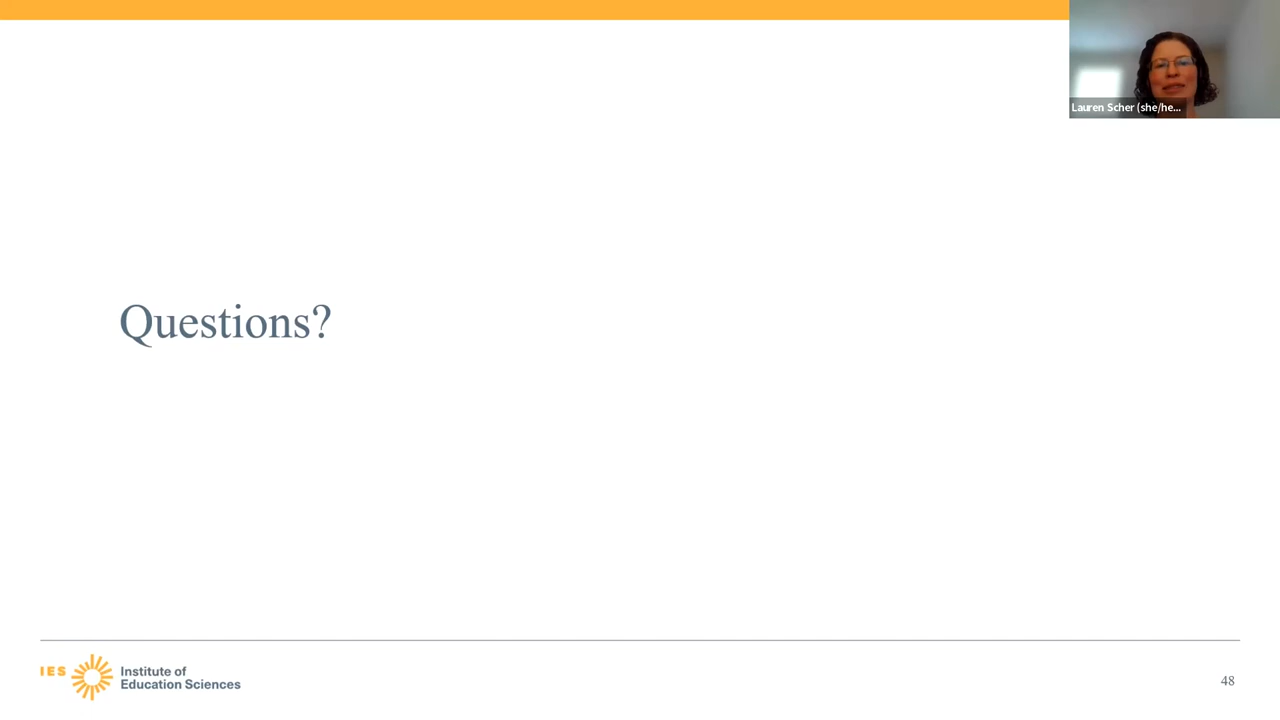 Lauren Scher (she/he...
Questions?
IES
Institute of
Education Sciences
48